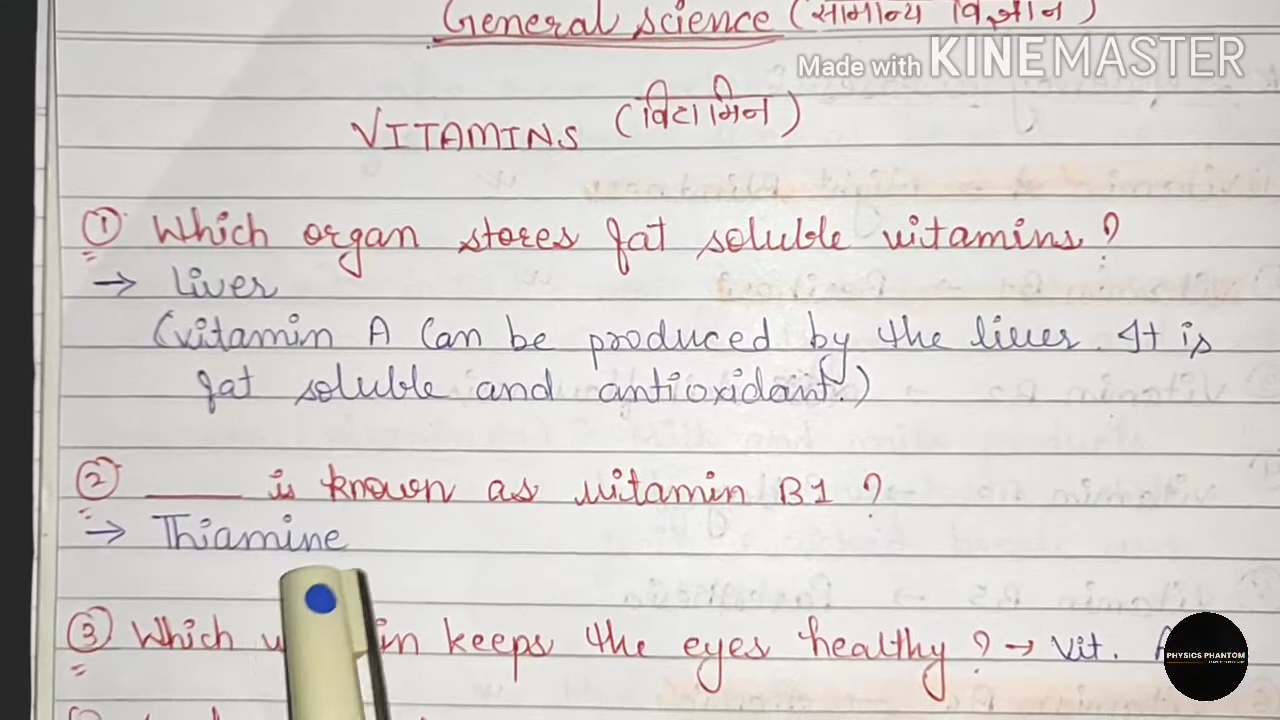 General science (सामान्य विज्ञान)
Made with KINEMASTER
VITAMINS (विटामिन)
① Which organ stores fat soluble vitamins?
→ Liver
(Vitamin A can be produced by the liver. It is
fat soluble and antioxidant.)
② ____ is known as vitamin B1?
→ Thiamine
③ Which in keeps the eyes healthy? → Vit. A
PHYSICS PHANTOM